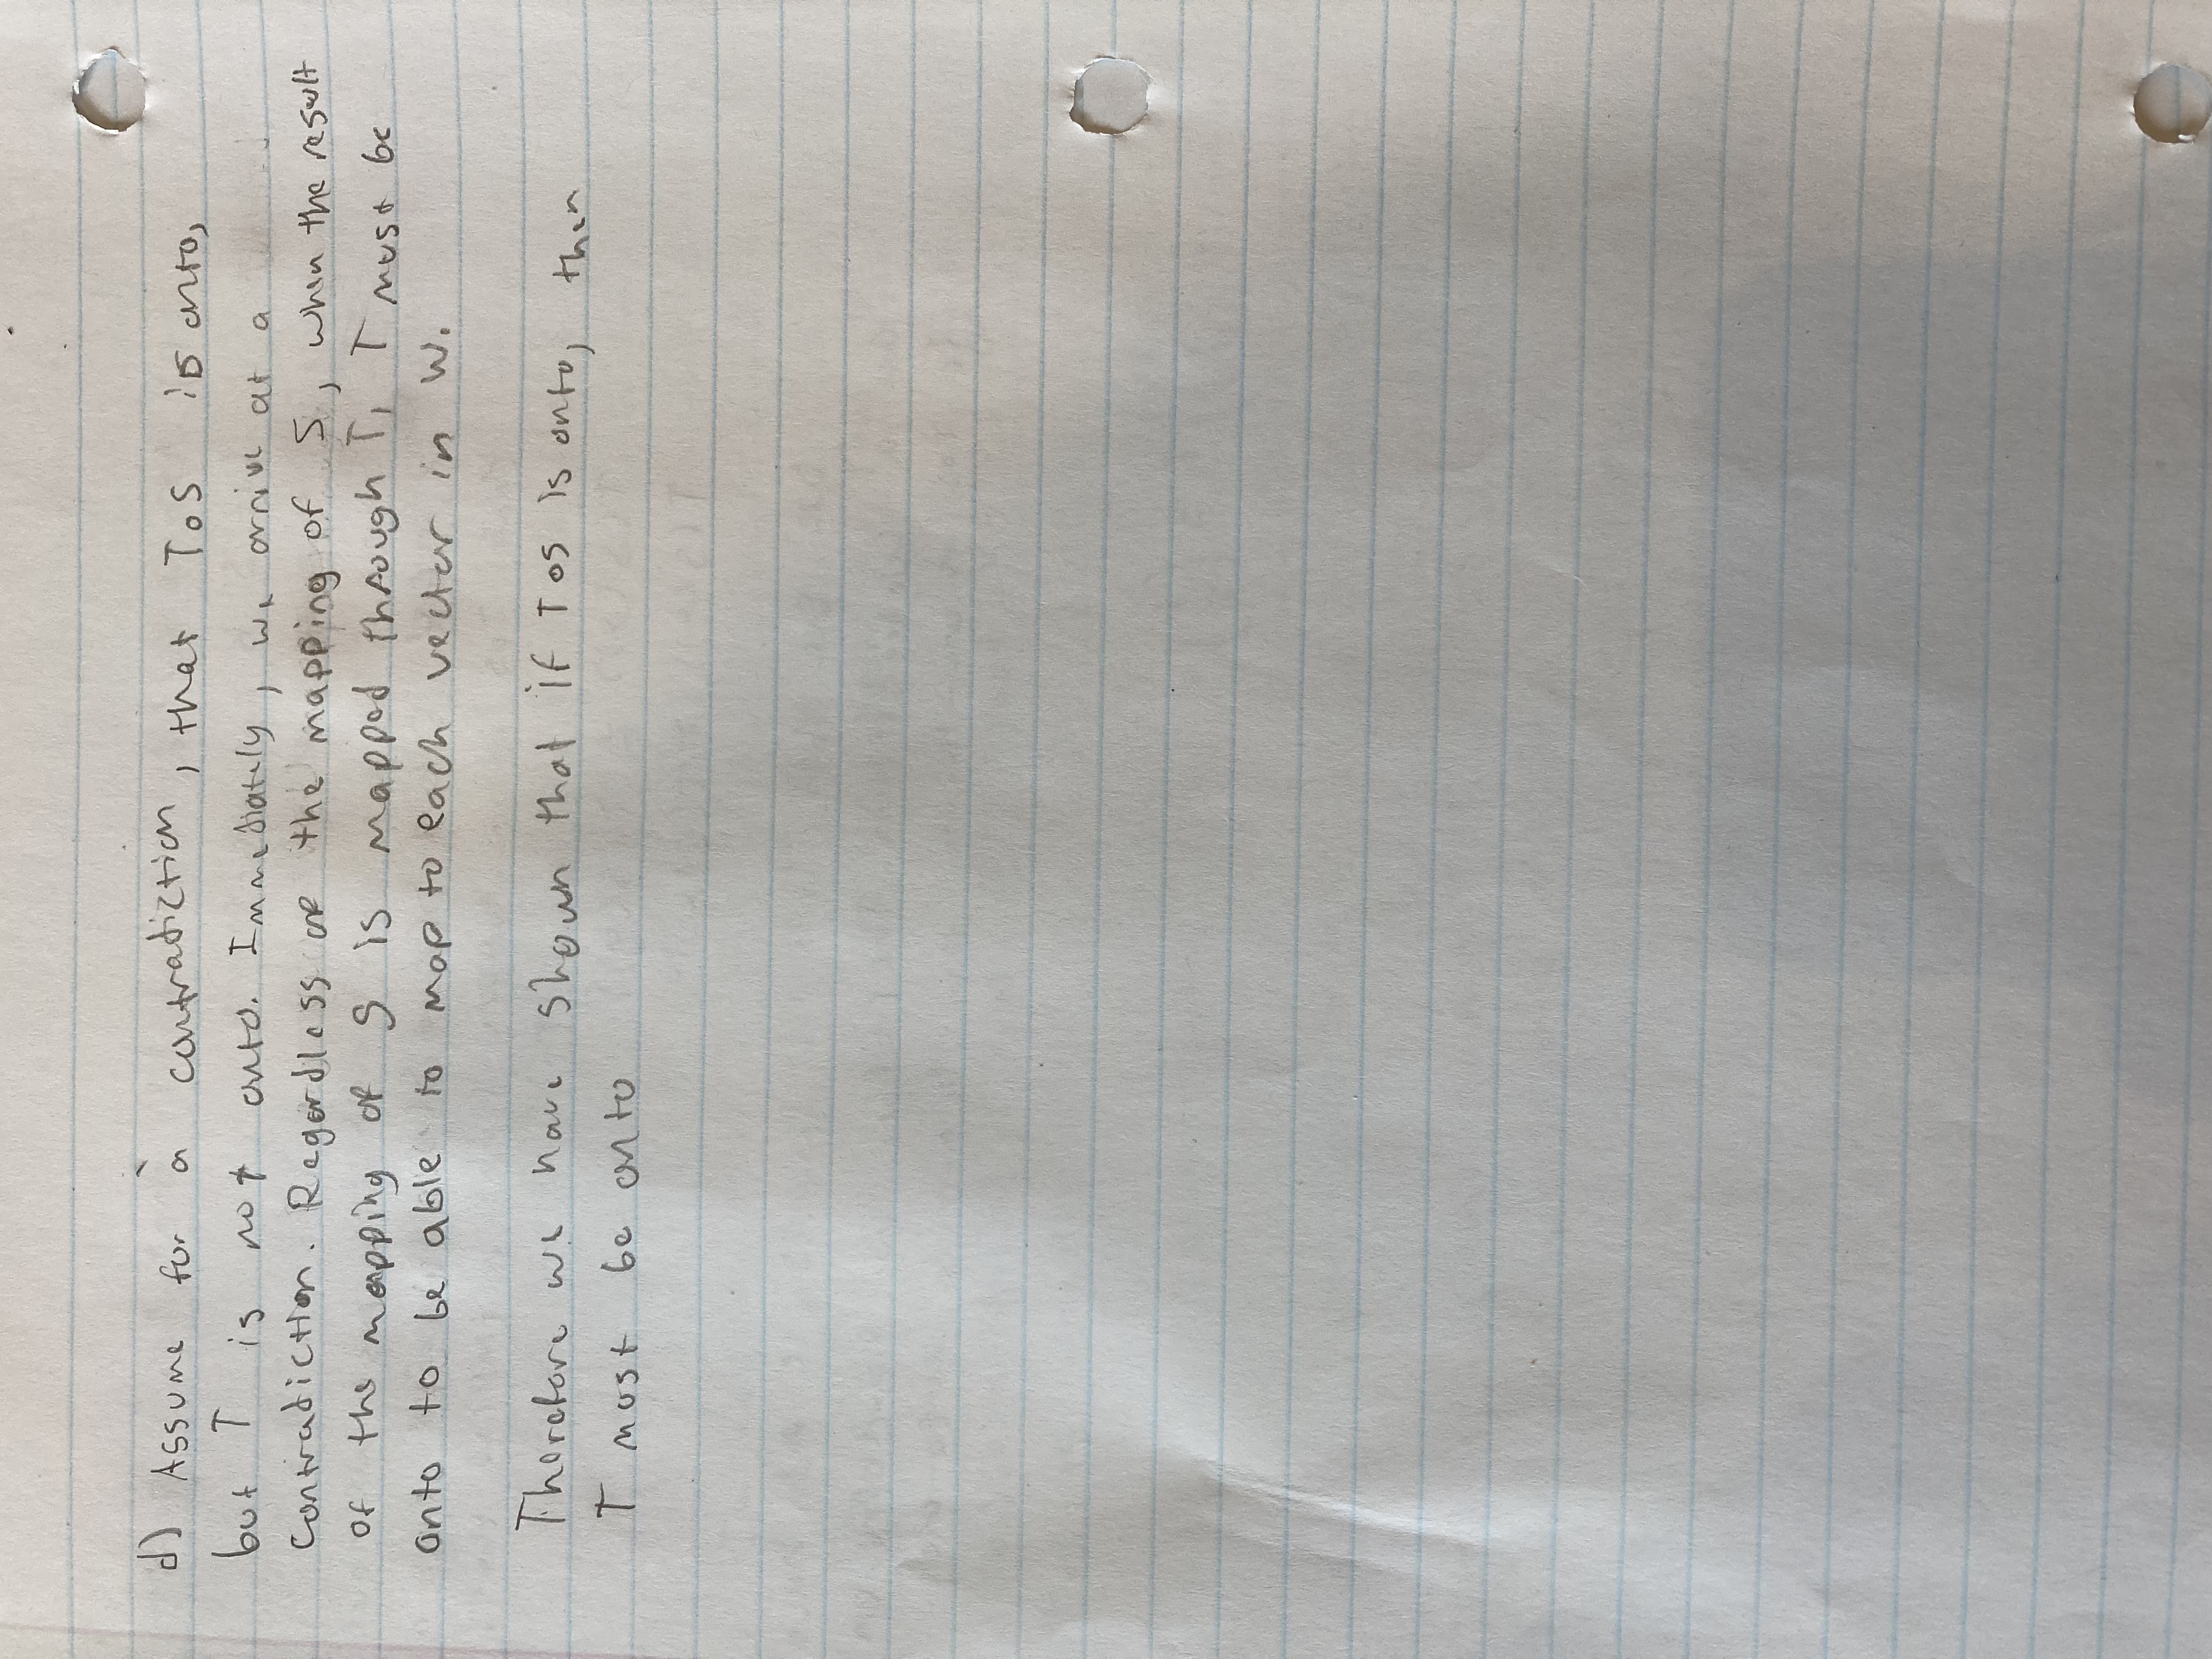 d) Assume for a contradiction, that T∘S is onto,
but T is not onto. Immediately, we arrive at a
contradiction. Regardless of the mapping of S, when the result
of the mapping of S is mapped through T, T must be
onto to be able to map to each vector in W.
Therefore we have shown that if T∘S is onto, then
T must be onto